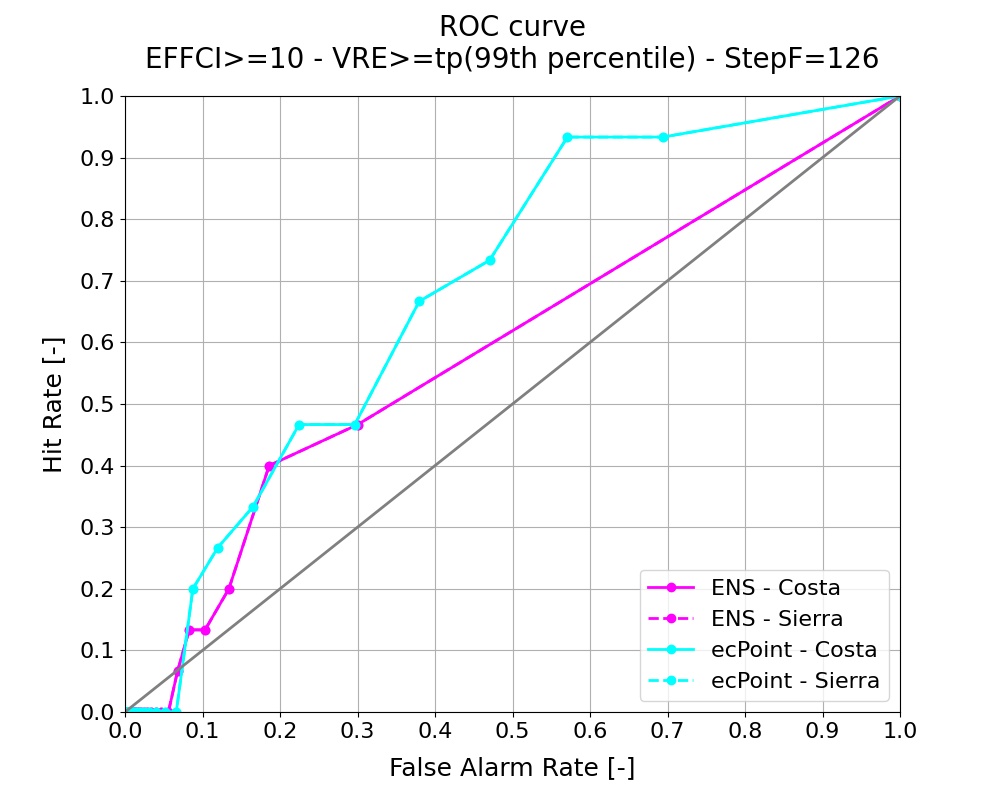 ROC curve
EFFCI>=10 - VRE>=tp(99th percentile) - StepF=126
1.0
0.9
0.8
0.7
0.6
0.5
0.4
0.3
0.2
0.1
0.0
Hit Rate [-]
ENS - Costa
ENS - Sierra
ecPoint - Costa
ecPoint - Sierra
0.0 0.1 0.2 0.3 0.4 0.5 0.6 0.7 0.8 0.9 1.0
False Alarm Rate [-]